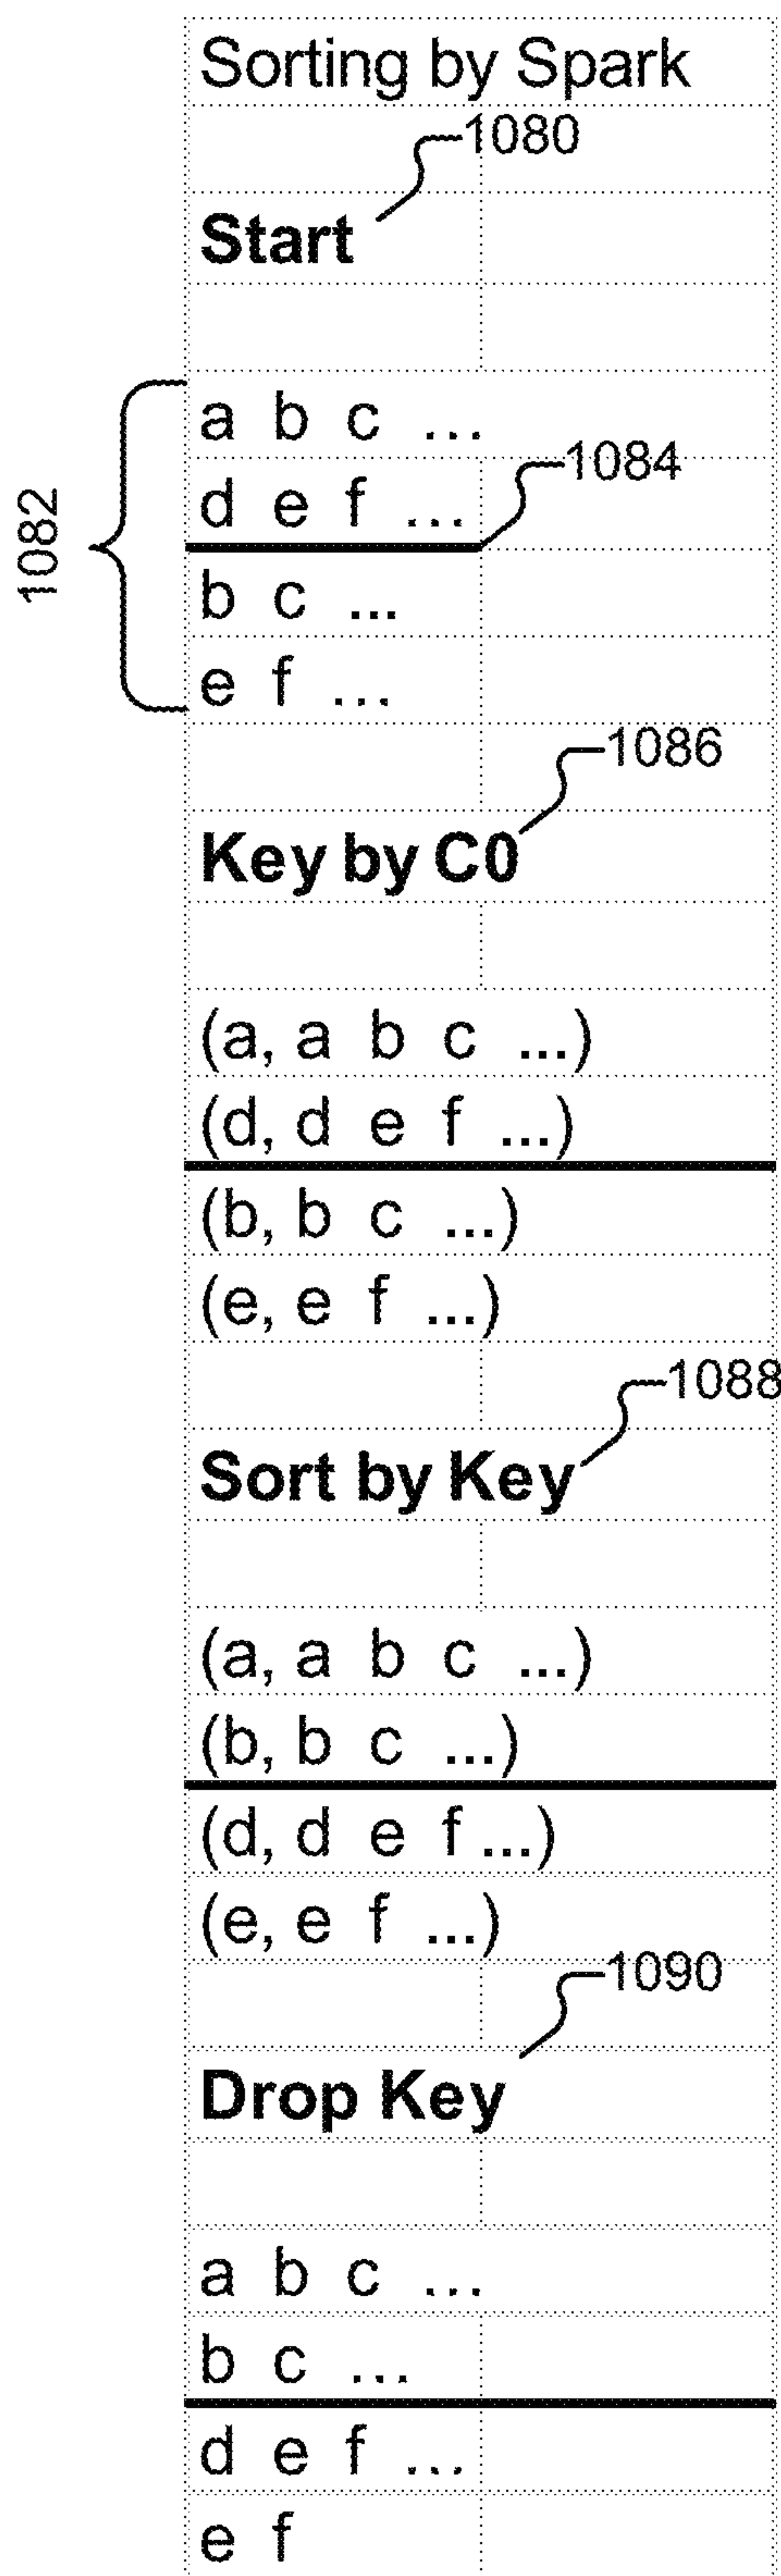 Sorting by Spark
1080
Start
a b c ...
1084
d e f ...
1082
b c ...
e f ...
1086
Key by C0
(a, a b c ...)
(d, d e f ...)
(b, b c ...)
(e, e f ...)
1088
Sort by Key
(a, a b c ...)
(b, b c ...)
(d, d e f ...)
(e, e f ...)
1090
Drop Key
a b c ...
b c ...
d e f ...
e f